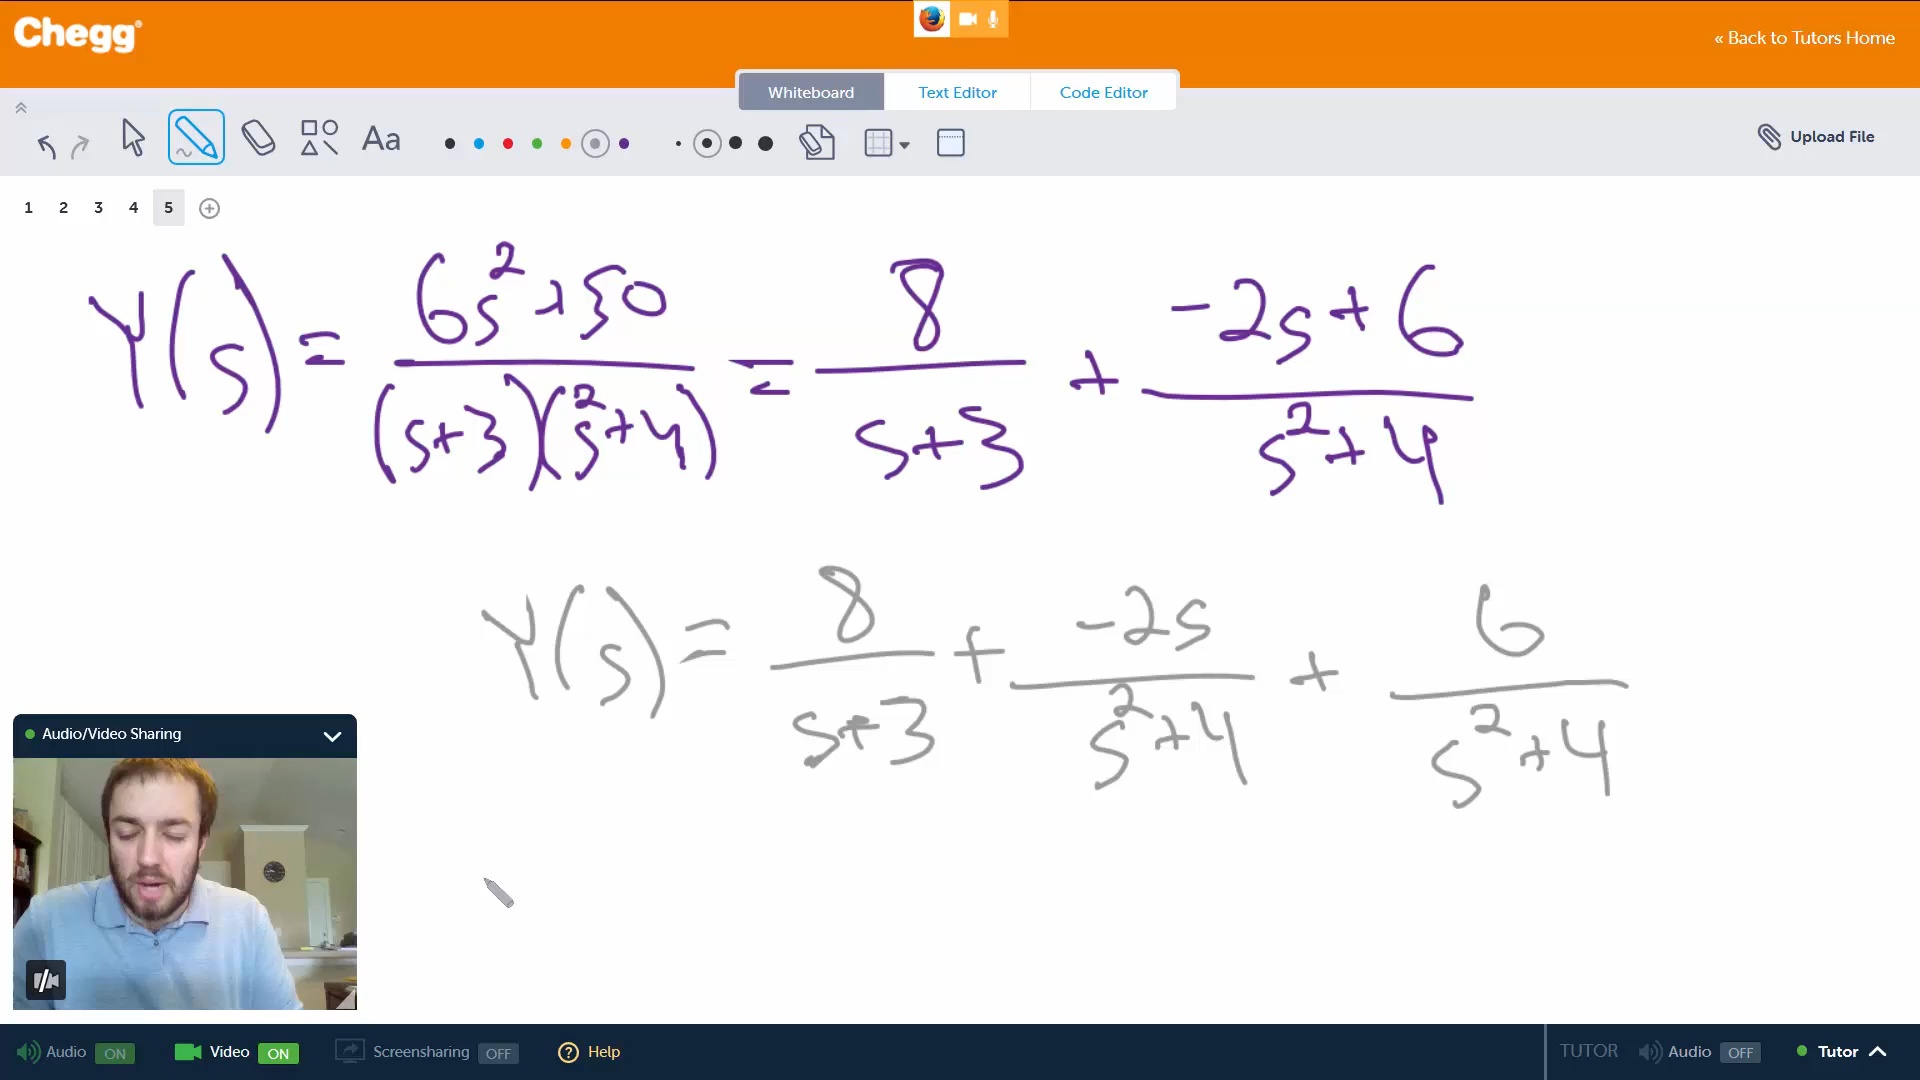 Chegg
« Back to Tutors Home
Whiteboard Text Editor Code Editor
Aa
Upload File
1 2 3 4 5
Y(s) = 6s²+50 / (s+3)(s²+4) = 8 / s+3 + -2s+6 / s²+4
Y(s) = 8 / s+3 + -2s / s²+4 + 6 / s²+4
Audio/Video Sharing
Audio ON Video ON Screensharing OFF ? Help TUTOR Audio OFF Tutor